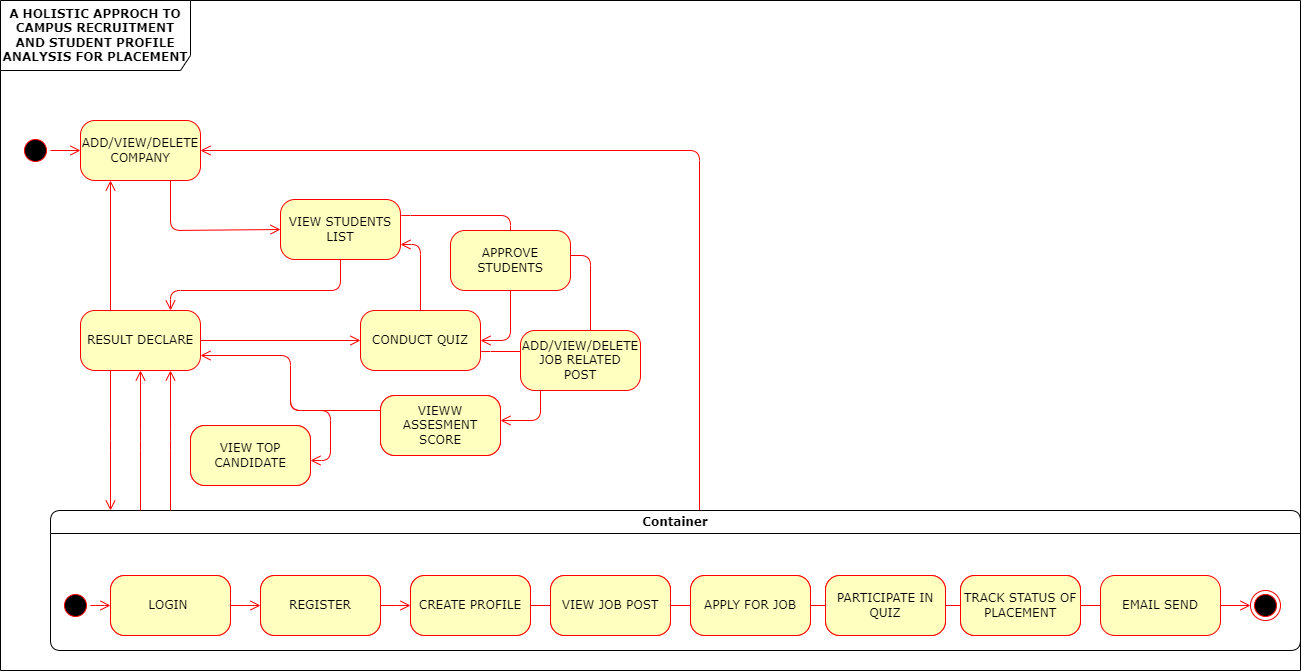 A HOLISTIC APPROCH TO
CAMPUS RECRUITMENT
AND STUDENT PROFILE
ANALYSIS FOR PLACEMENT
ADD/VIEW/DELETE
COMPANY
VIEW STUDENTS
LIST
APPROVE
STUDENTS
RESULT DECLARE
CONDUCT QUIZ
ADD/VIEW/DELETE
JOB RELATED
POST
VIEWW
ASSESMENT
SCORE
VIEW TOP
CANDIDATE
Container
LOGIN
REGISTER
CREATE PROFILE
VIEW JOB POST
APPLY FOR JOB
PARTICIPATE IN
QUIZ
TRACK STATUS OF
PLACEMENT
EMAIL SEND